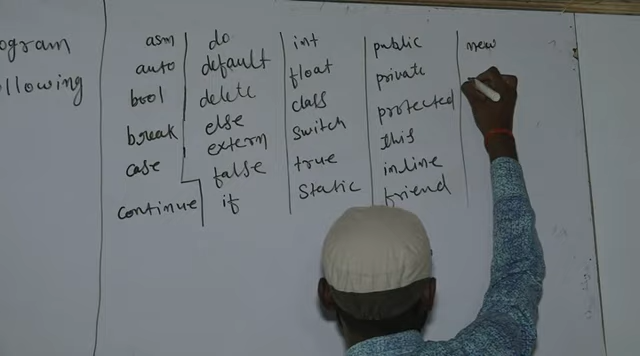 ogram
ollowing
asm
auto
bool
break
case
continue
do
default
delete
else
extern
false
if
int
float
class
switch
true
static
public
private
protected
this
inline
friend
new